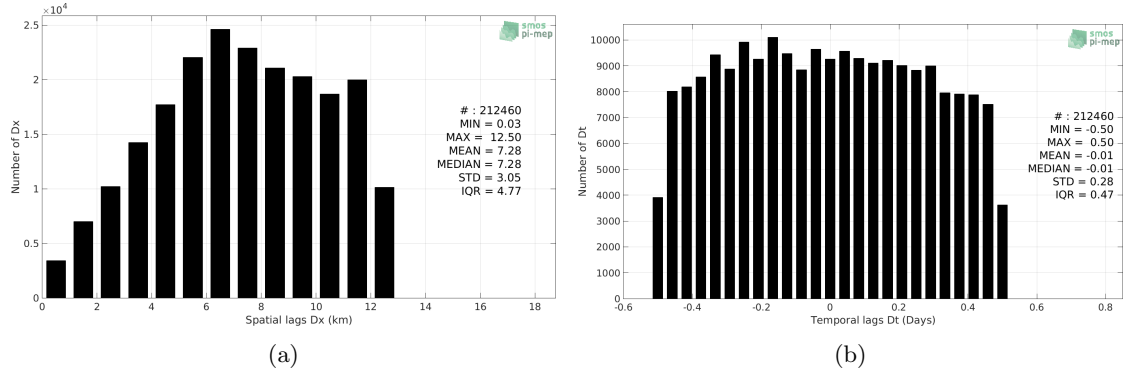 ×10⁴
2.5
2
1.5
1
0.5
0
0 2 4 6 8 10 12 14 16 18
Number of Dx
Spatial lags Dx (km)
smos
pi-mep
# : 212460
MIN = 0.03
MAX = 12.50
MEAN = 7.28
MEDIAN = 7.28
STD = 3.05
IQR = 4.77
(a)
10000
9000
8000
7000
6000
5000
4000
3000
2000
1000
0
-0.6 -0.4 -0.2 0 0.2 0.4 0.6 0.8
Number of Dt
Temporal lags Dt (Days)
smos
pi-mep
# : 212460
MIN = -0.50
MAX = 0.50
MEAN = -0.01
MEDIAN = -0.01
STD = 0.28
IQR = 0.47
(b)